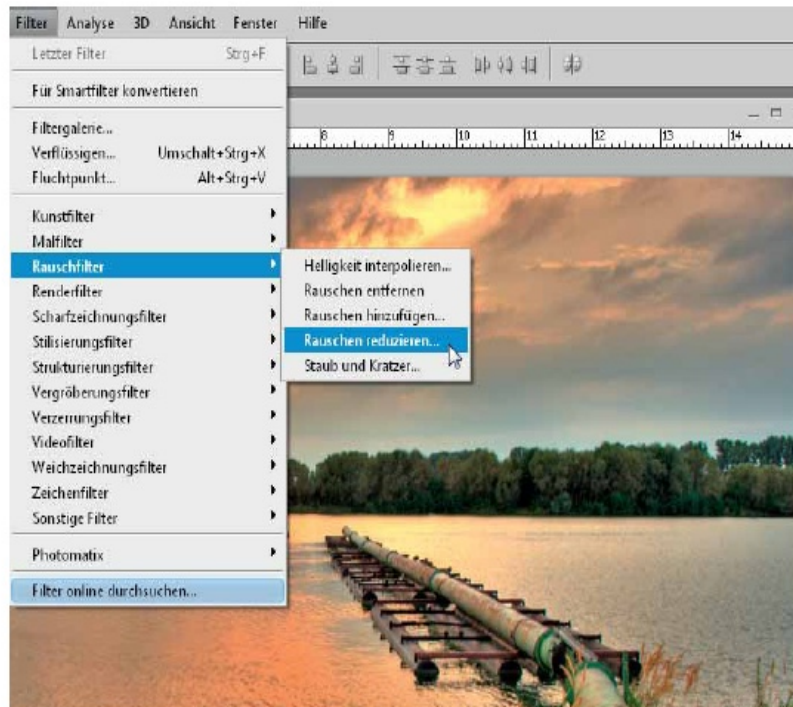 Filter Analyse 3D Ansicht Fenster Hilfe
Letzter Filter Strg+F
Für Smartfilter konvertieren
Filtergalerie...
Verflüssigen... Umschalt+Strg+X
Fluchtpunkt... Alt+Strg+V
Kunstfilter
Malfilter
Rauschfilter
Renderfilter
Scharfzeichnungsfilter
Stilisierungsfilter
Strukturierungsfilter
Vergröberungsfilter
Verzerrungsfilter
Videofilter
Weichzeichnungsfilter
Zeichenfilter
Sonstige Filter
Photomatix
Filter online durchsuchen...
Helligkeit interpolieren...
Rauschen entfernen
Rauschen hinzufügen...
Rauschen reduzieren...
Staub und Kratzer...
8 9 10 11 12 13 14